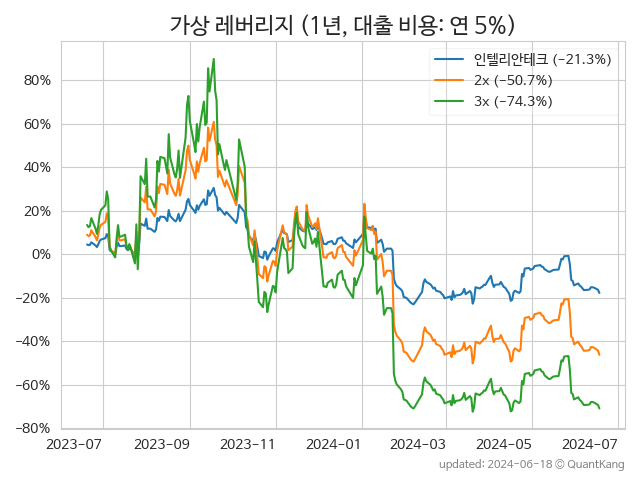 가상 레버리지 (1년, 대출 비용: 연 5%)
인텔리안테크 (-21.3%)
2x (-50.7%)
3x (-74.3%)
80%
60%
40%
20%
0%
-20%
-40%
-60%
-80%
2023-07 2023-09 2023-11 2024-01 2024-03 2024-05 2024-07
updated: 2024-06-18 © QuantKang